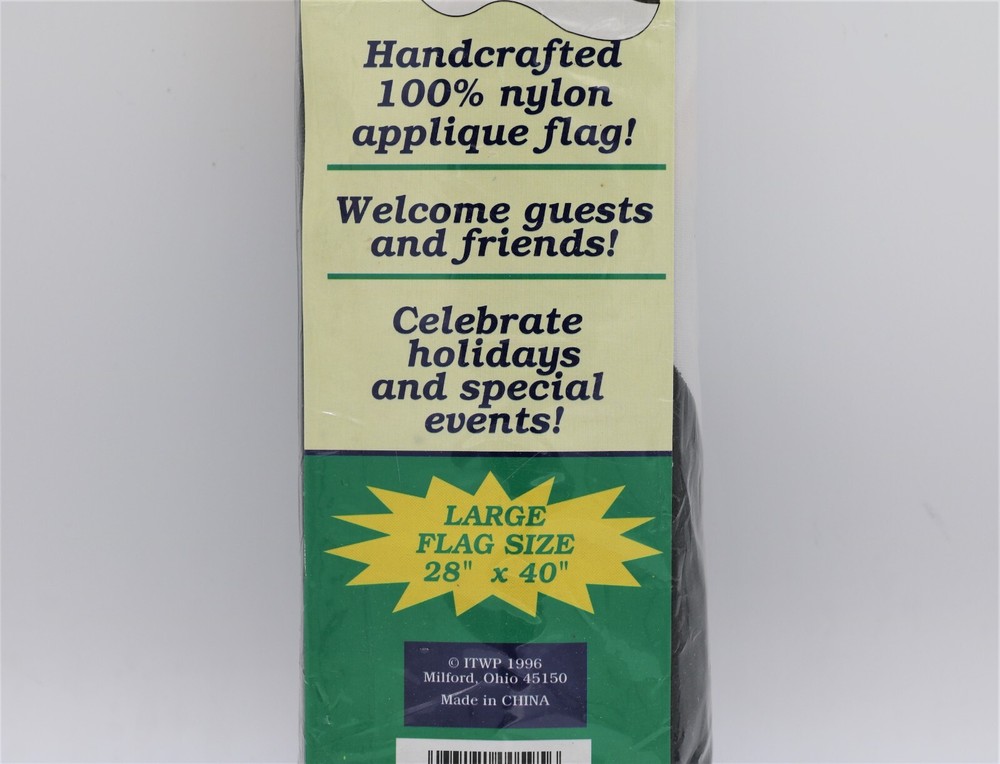 Handcrafted
100% nylon
applique flag!
Welcome guests
and friends!
Celebrate
holidays
and special
events!
LARGE
FLAG SIZE
28" x 40"
© ITWP 1996
Milford, Ohio 45150
Made in CHINA